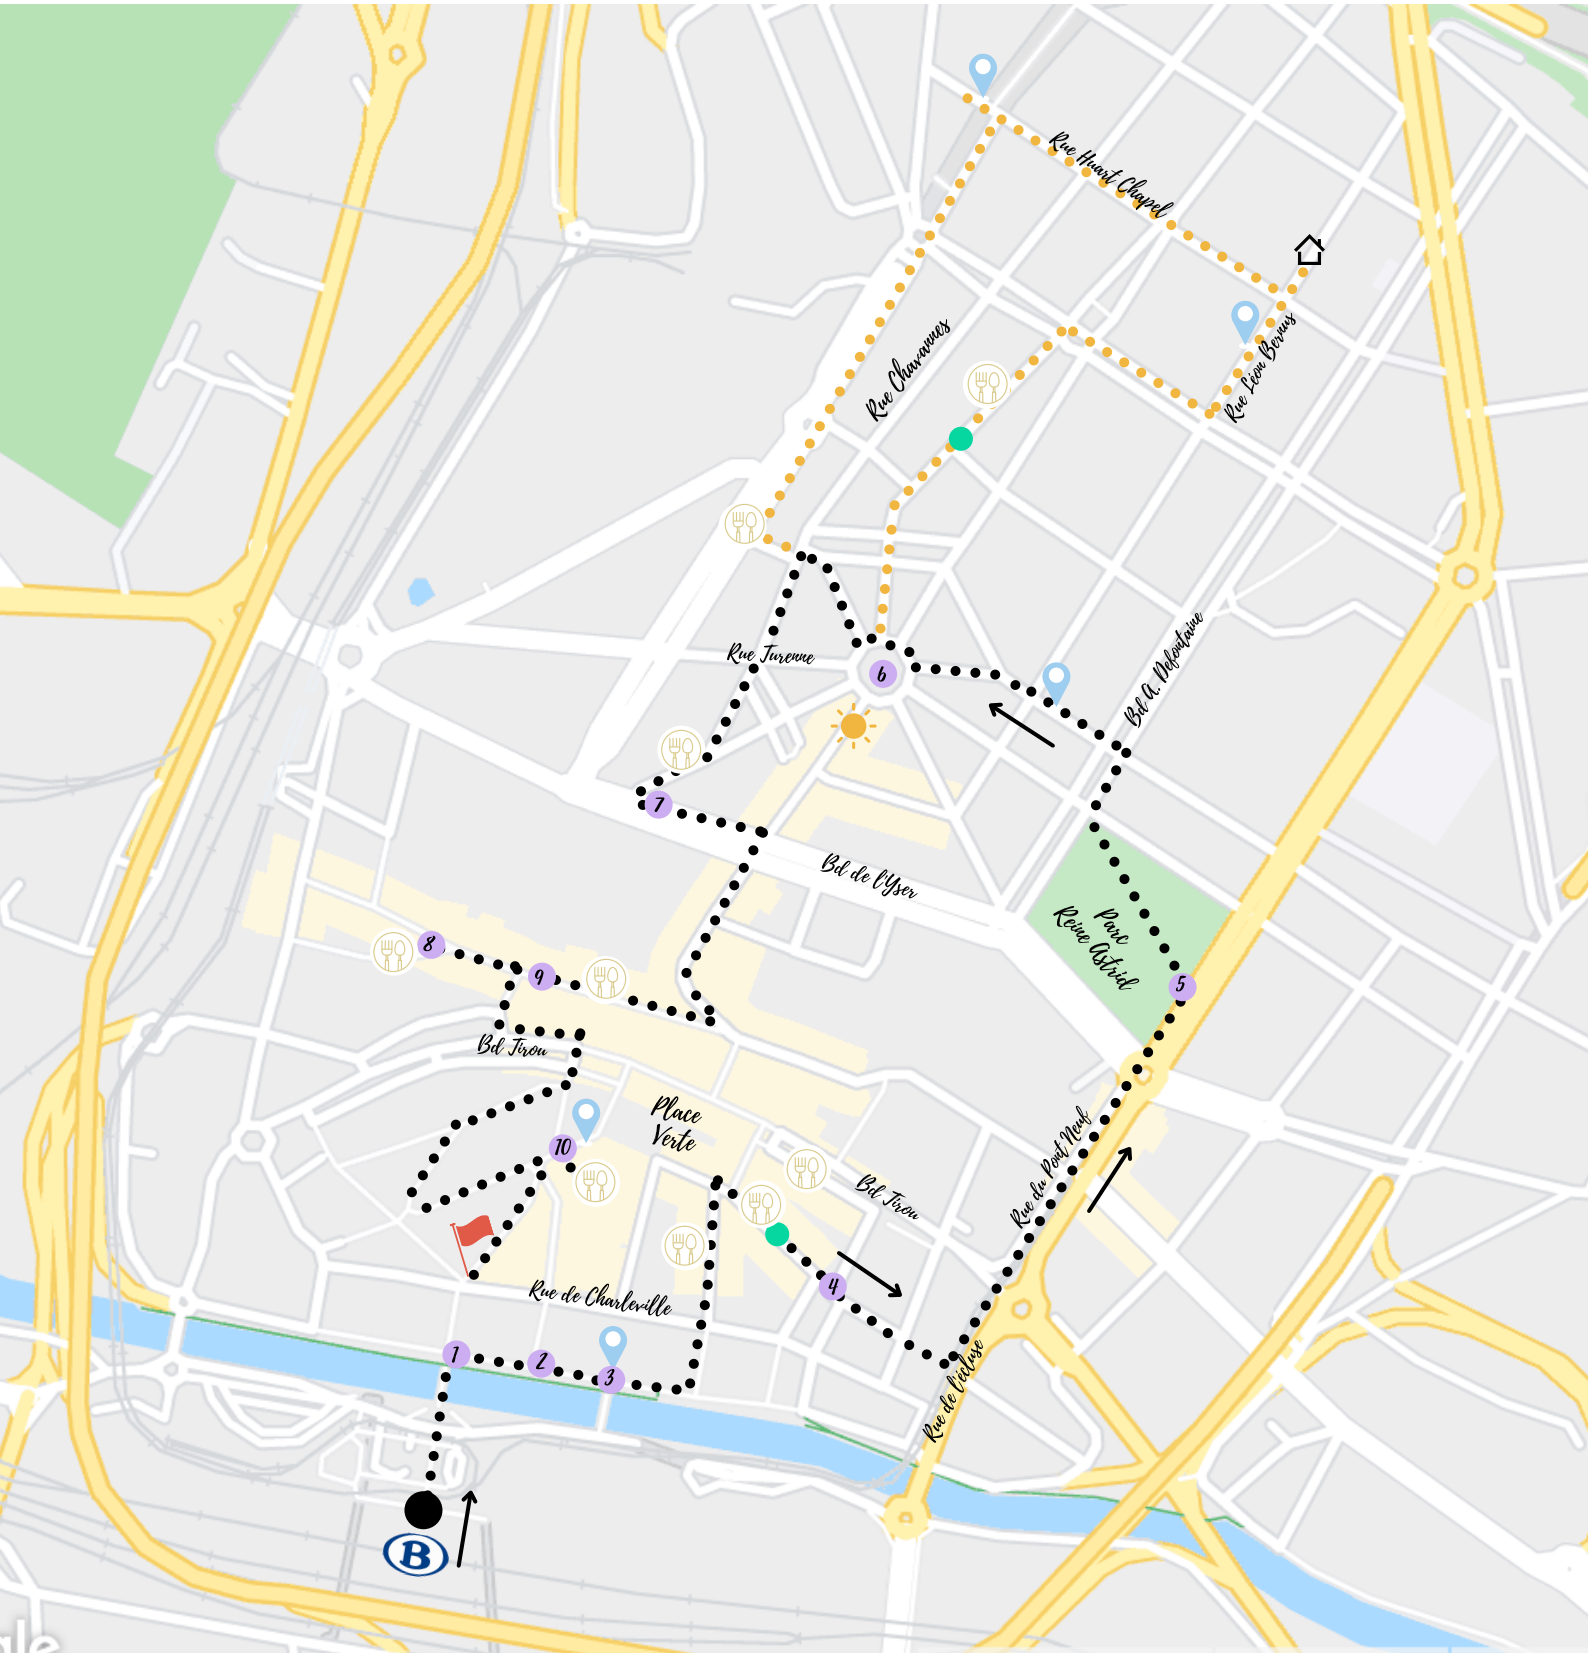 Rue Huart Chapel
Rue Chavannes
Rue Léon Bernus
Bd A. Defontaine
Rue Turenne
6
7
Bd de l'Yser
Parc
Reine Astrid
5
8
9
Bd Tirou
Place
Verte
10
Bd Tirou
Rue du Pont Neuf
4
Rue de Charleville
1
2
3
Rue de l'écluse
B
gle